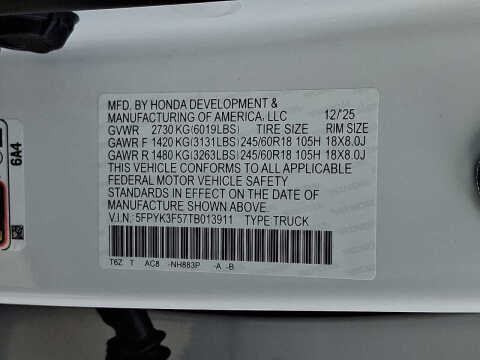 MFD. BY HONDA DEVELOPMENT &
MANUFACTURING OF AMERICA, LLC 12/'25
GVWR 2730 KG(6019LBS) TIRE SIZE RIM SIZE
GAWR F 1420 KG(3131LBS) 245/60R18 105H 18X8.0J
GAWR R 1480 KG(3263LBS) 245/60R18 105H 18X8.0J
THIS VEHICLE CONFORMS TO ALL APPLICABLE
FEDERAL MOTOR VEHICLE SAFETY
STANDARDS IN EFFECT ON THE DATE OF
MANUFACTURE SHOWN ABOVE.
V.I.N. 5FPYK3F57TB013911 TYPE TRUCK
T6Z T AC8 -NH883P -A -B
6A4